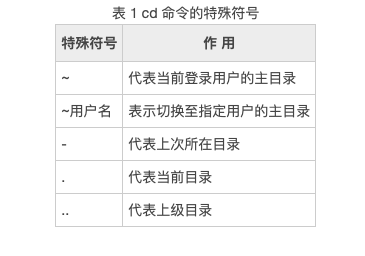 表 1 cd 命令的特殊符号
特殊符号 作 用
~ 代表当前登录用户的主目录
~用户名 表示切换至指定用户的主目录
- 代表上次所在目录
. 代表当前目录
.. 代表上级目录